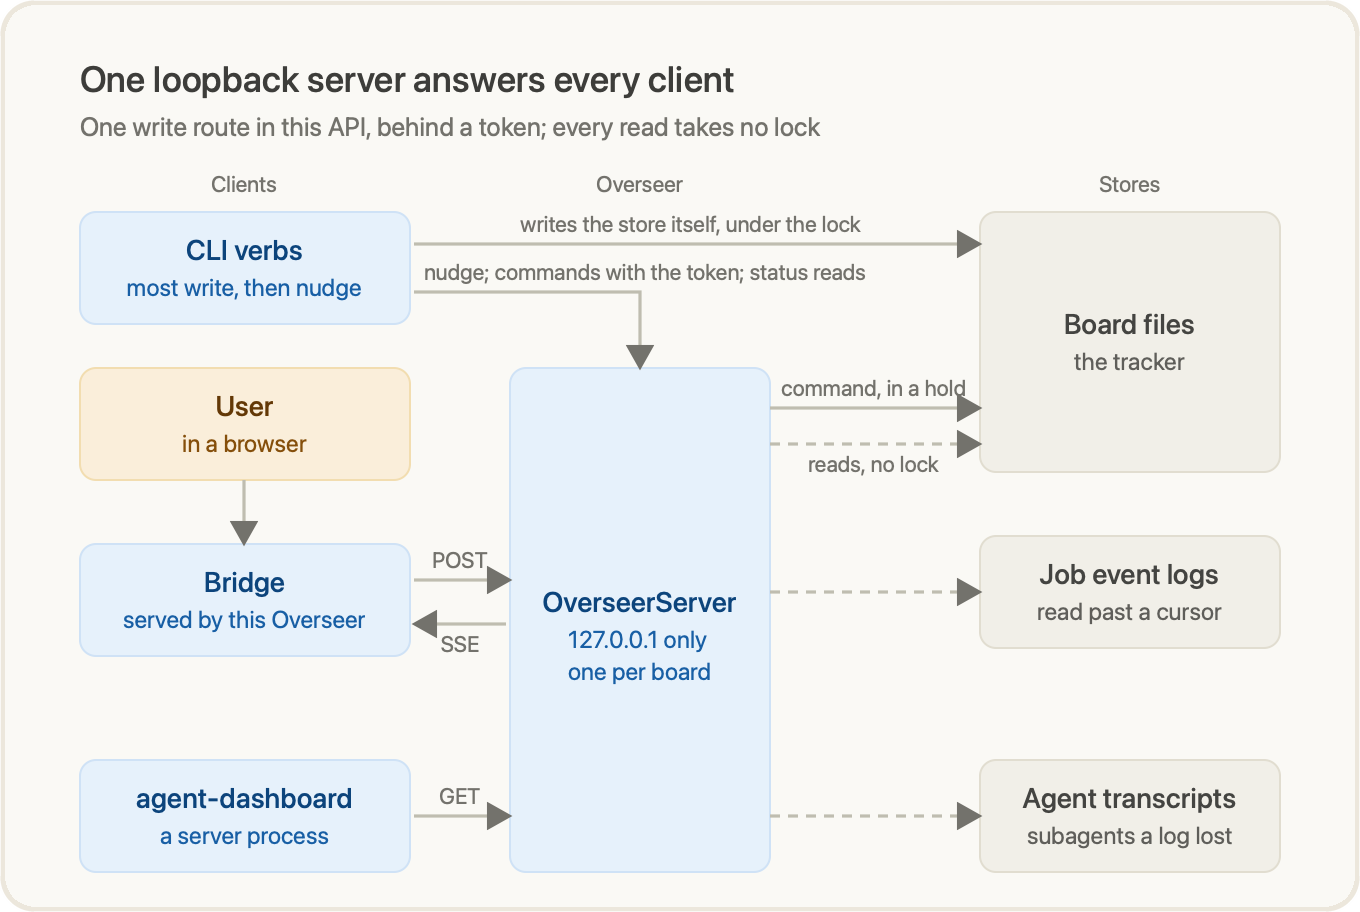 One loopback server answers every client
One write route in this API, behind a token; every read takes no lock
Clients
Overseer
Stores
CLI verbs
most write, then nudge
writes the store itself, under the lock
nudge; commands with the token; status reads
Board files
the tracker
User
in a browser
command, in a hold
reads, no lock
Bridge
served by this Overseer
POST
SSE
OverseerServer
127.0.0.1 only
one per board
Job event logs
read past a cursor
agent-dashboard
a server process
GET
Agent transcripts
subagents a log lost